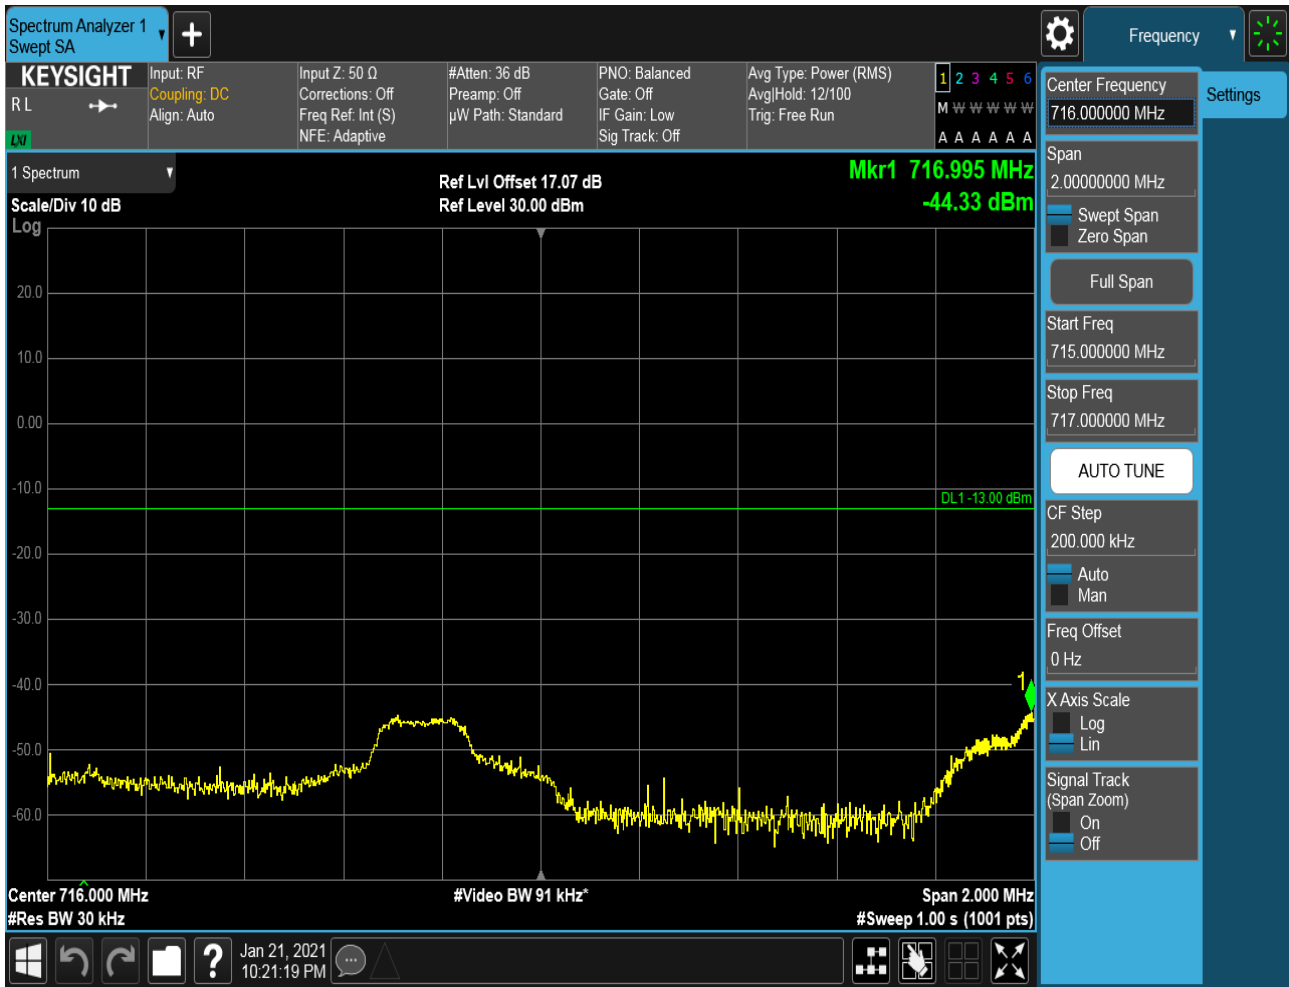 Spectrum Analyzer 1
Swept SA
Frequency
KEYSIGHT
R L
LXI
Input: RF
Coupling: DC
Align: Auto
Input Z: 50 Ω
Corrections: Off
Freq Ref: Int (S)
NFE: Adaptive
#Atten: 36 dB
Preamp: Off
µW Path: Standard
PNO: Balanced
Gate: Off
IF Gain: Low
Sig Track: Off
Avg Type: Power (RMS)
Avg|Hold: 12/100
Trig: Free Run
1 2 3 4 5 6
M W W W W W
A A A A A A
1 Spectrum
Scale/Div 10 dB
Log
Ref Lvl Offset 17.07 dB
Ref Level 30.00 dBm
Mkr1 716.995 MHz
-44.33 dBm
20.0
10.0
0.00
-10.0
DL1 -13.00 dBm
-20.0
-30.0
-40.0
1
-50.0
-60.0
Center 716.000 MHz
#Video BW 91 kHz*
Span 2.000 MHz
#Res BW 30 kHz
#Sweep 1.00 s (1001 pts)
Jan 21, 2021
10:21:19 PM
Center Frequency
716.000000 MHz
Settings
Span
2.00000000 MHz
Swept Span
Zero Span
Full Span
Start Freq
715.000000 MHz
Stop Freq
717.000000 MHz
AUTO TUNE
CF Step
200.000 kHz
Auto
Man
Freq Offset
0 Hz
X Axis Scale
Log
Lin
Signal Track
(Span Zoom)
On
Off